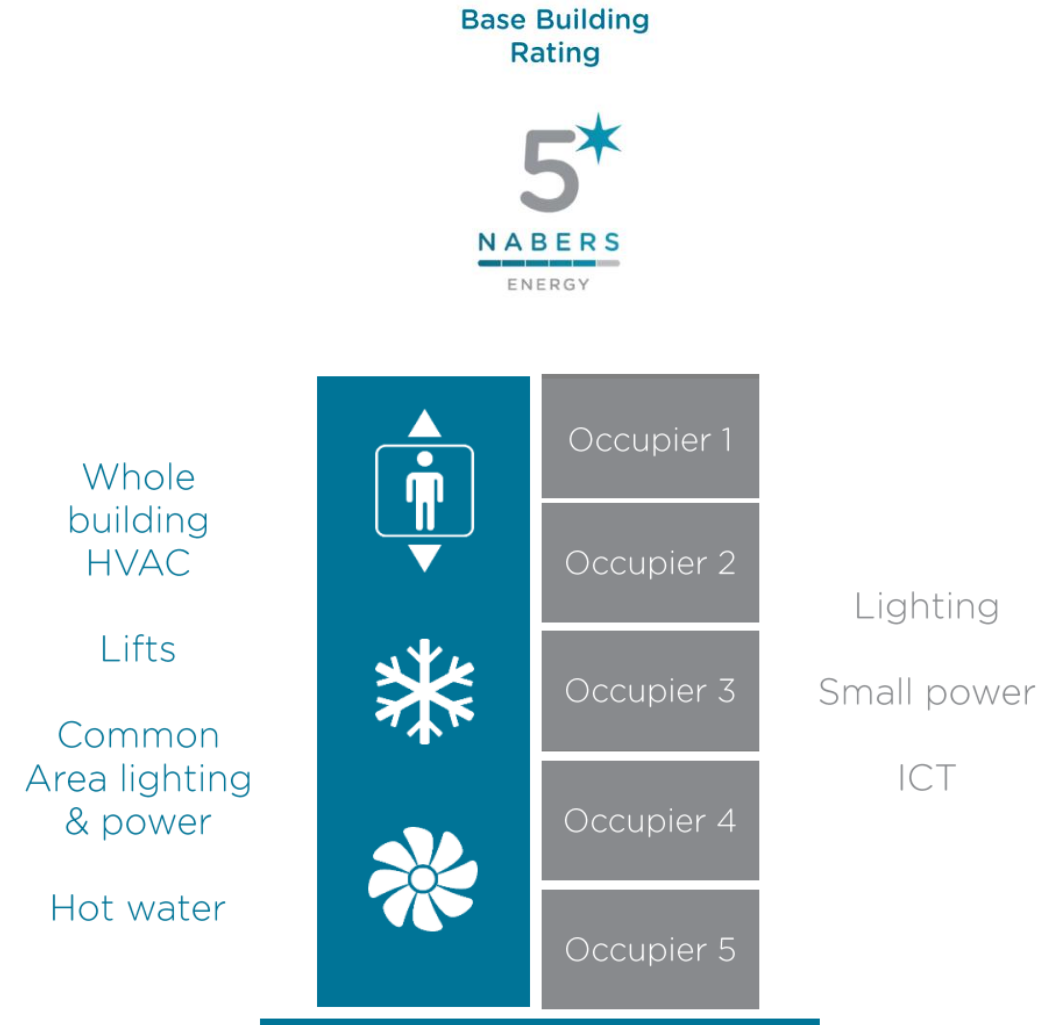 Base Building
Rating
5
NABERS
ENERGY
Whole
building
HVAC
Lifts
Common
Area lighting
& power
Hot water
Occupier 1
Occupier 2
Occupier 3
Occupier 4
Occupier 5
Lighting
Small power
ICT